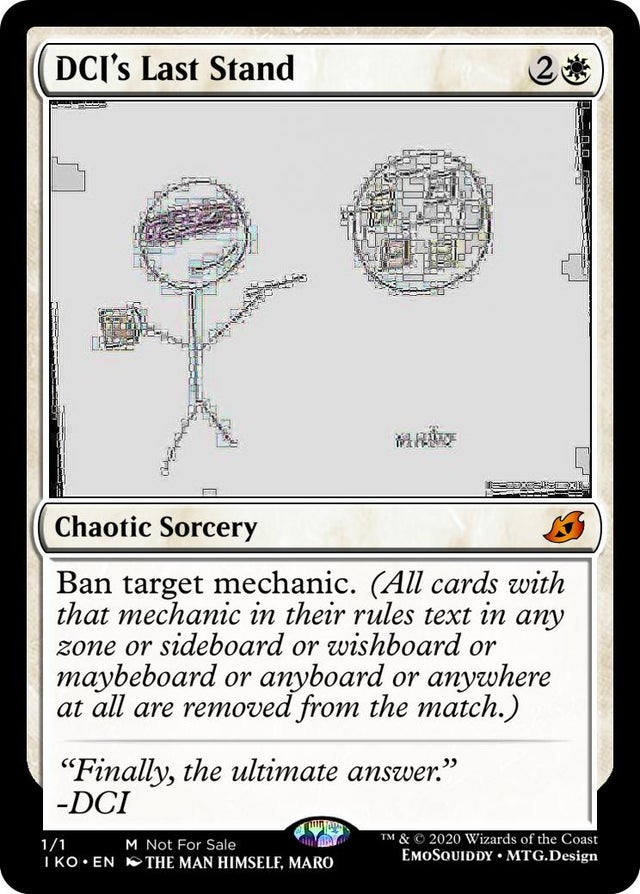 DCI's Last Stand 2
Chaotic Sorcery
Ban target mechanic. (All cards with
that mechanic in their rules text in any
zone or sideboard or wishboard or
maybeboard or anyboard or anywhere
at all are removed from the match.)
“Finally, the ultimate answer.”
-DCI
1/1 M Not For Sale
IKO • EN THE MAN HIMSELF, MARO
™ & © 2020 Wizards of the Coast
EmoSquiddy • MTG.Design